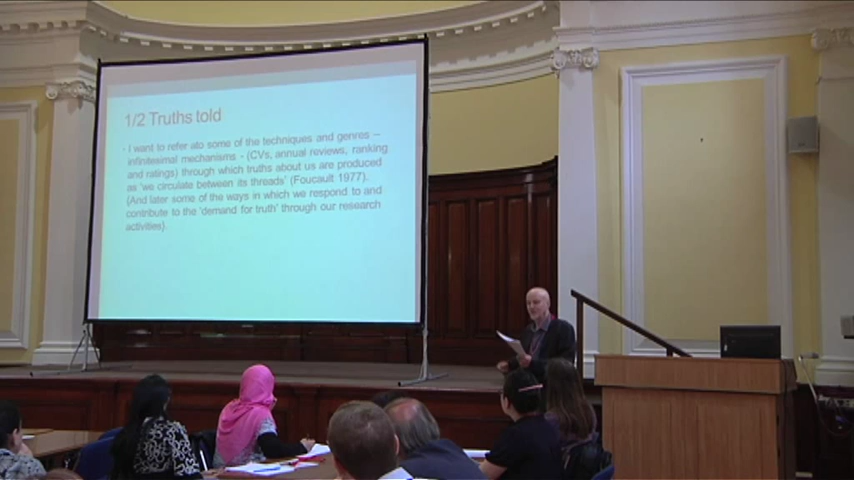 1/2 Truths told
· I want to refer ato some of the techniques and genres –
infinitesimal mechanisms - (CVs, annual reviews, ranking
and ratings) through which truths about us are produced
as 'we circulate between its threads' (Foucault 1977).
{And later some of the ways in which we respond to and
contribute to the 'demand for truth' through our research
activities}.